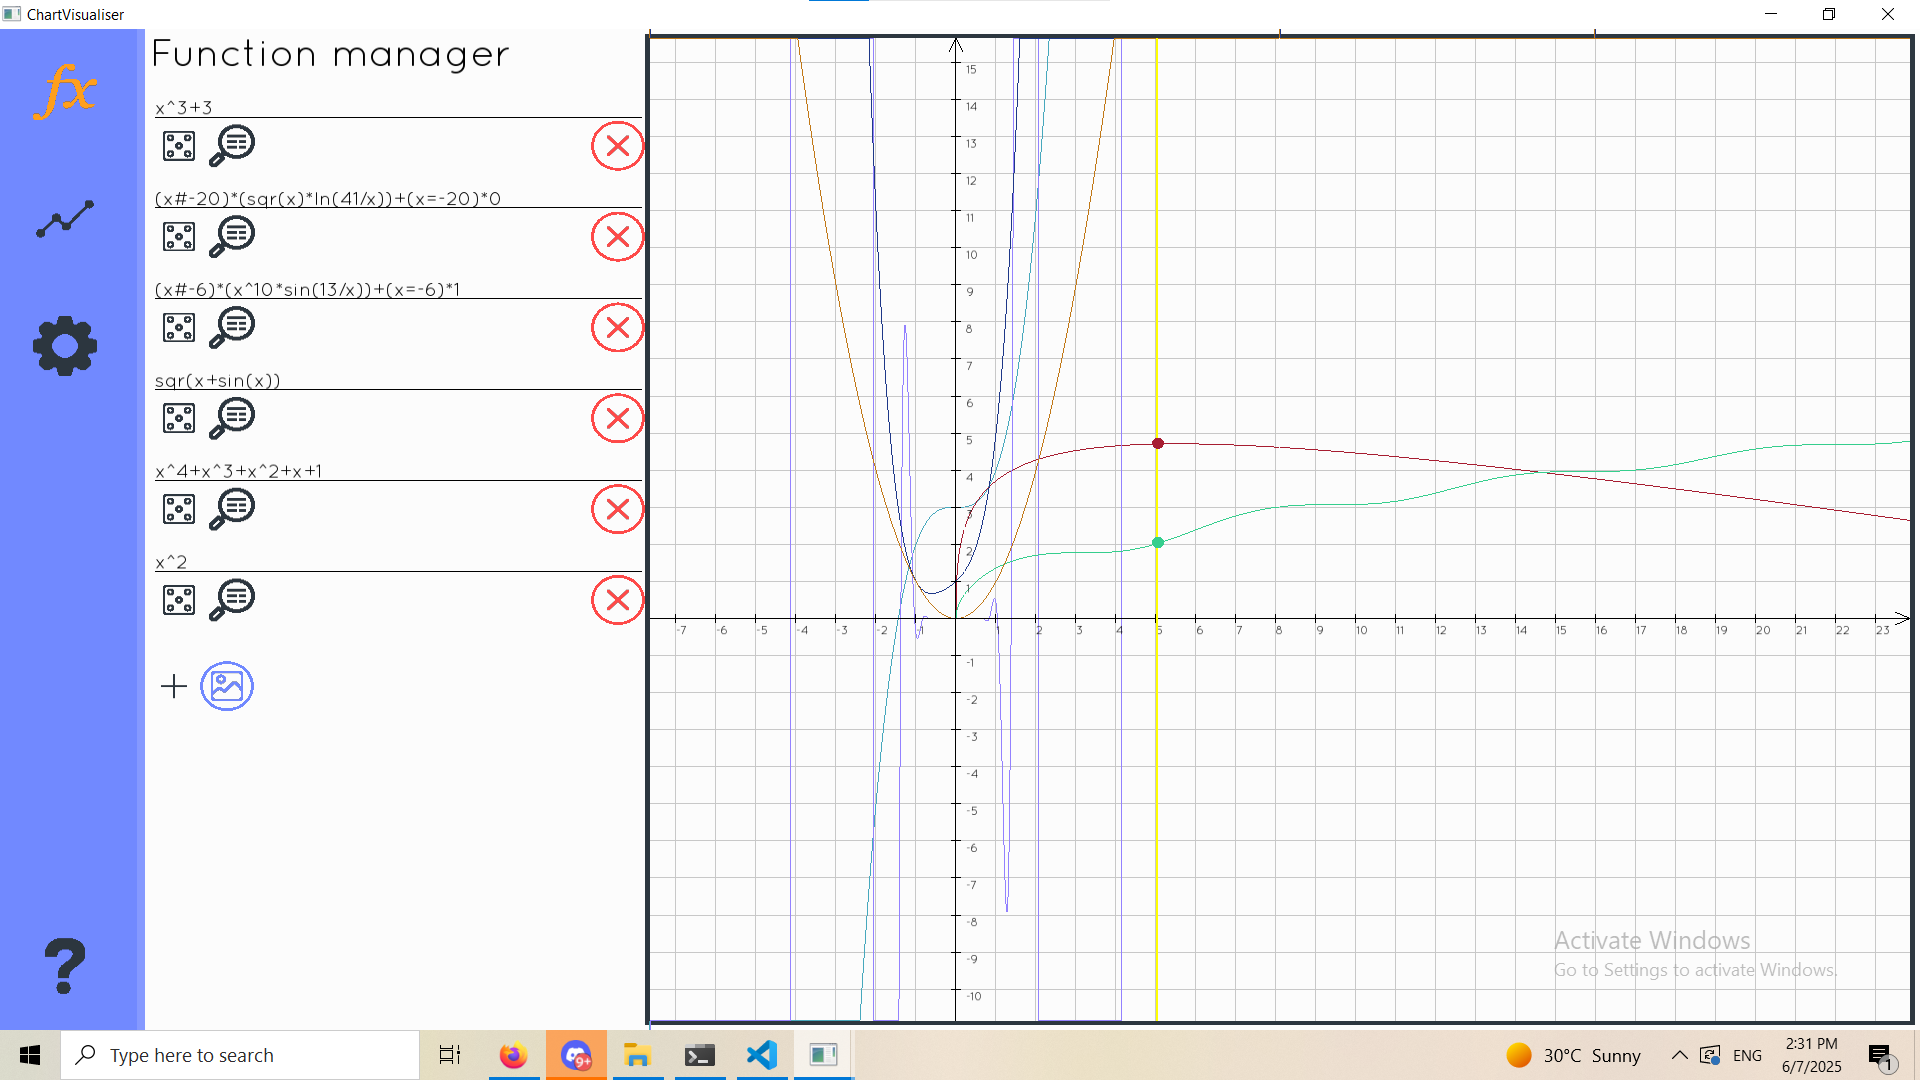 ChartVisualiser
fx
Function manager
x^3+3
(x#-20)*(sqr(x)*ln(41/x))+(x=-20)*0
(x#-6)*(x^10*sin(13/x))+(x=-6)*1
sqr(x+sin(x))
x^4+x^3+x^2+x+1
x^2
?
15
14
13
12
11
10
9
8
7
6
5
4
3
2
1
-7 -6 -5 -4 -3 -2 -1 1 2 3 4 5 6 7 8 9 10 11 12 13 14 15 16 17 18 19 20 21 22 23
-1
-2
-3
-4
-5
-6
-7
-8
-9
-10
Activate Windows
Go to Settings to activate Windows.
Type here to search
9+
30°C Sunny
ENG
2:31 PM
6/7/2025
1